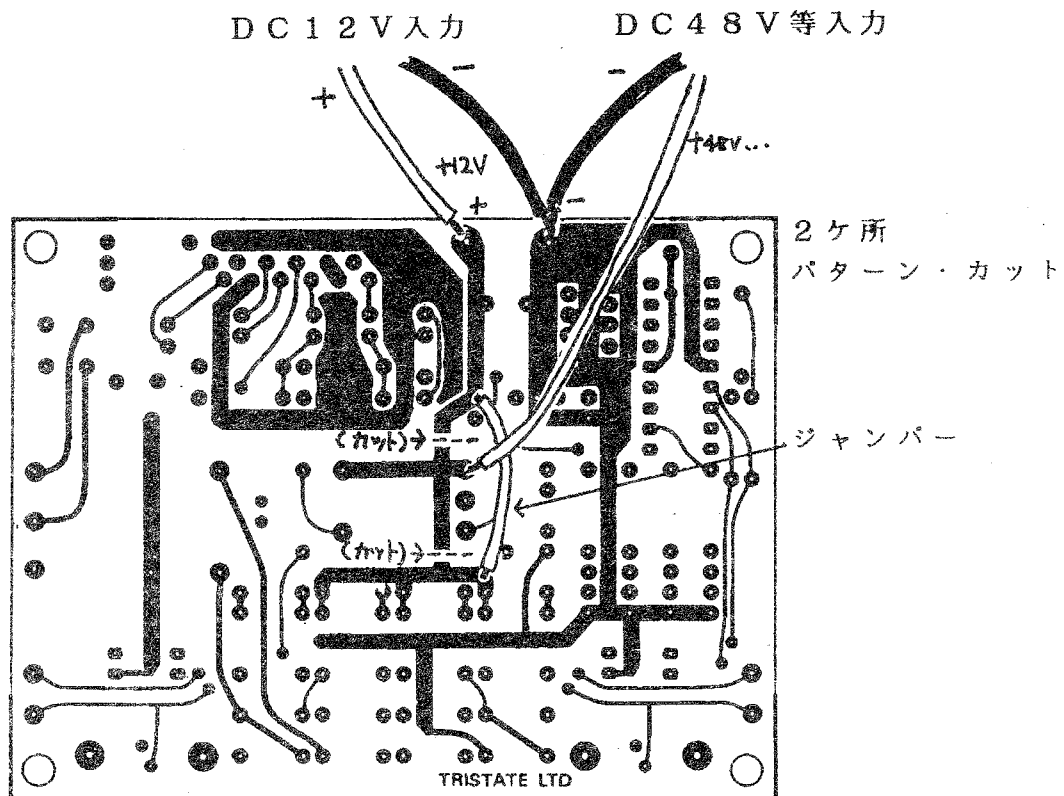 DC12V入力
DC48V等入力
+
−
−
+48V...
+12V
+
−
2ケ所
パターン・カット
(カット)→
ジャンパー
(カット)→
TRISTATE LTD